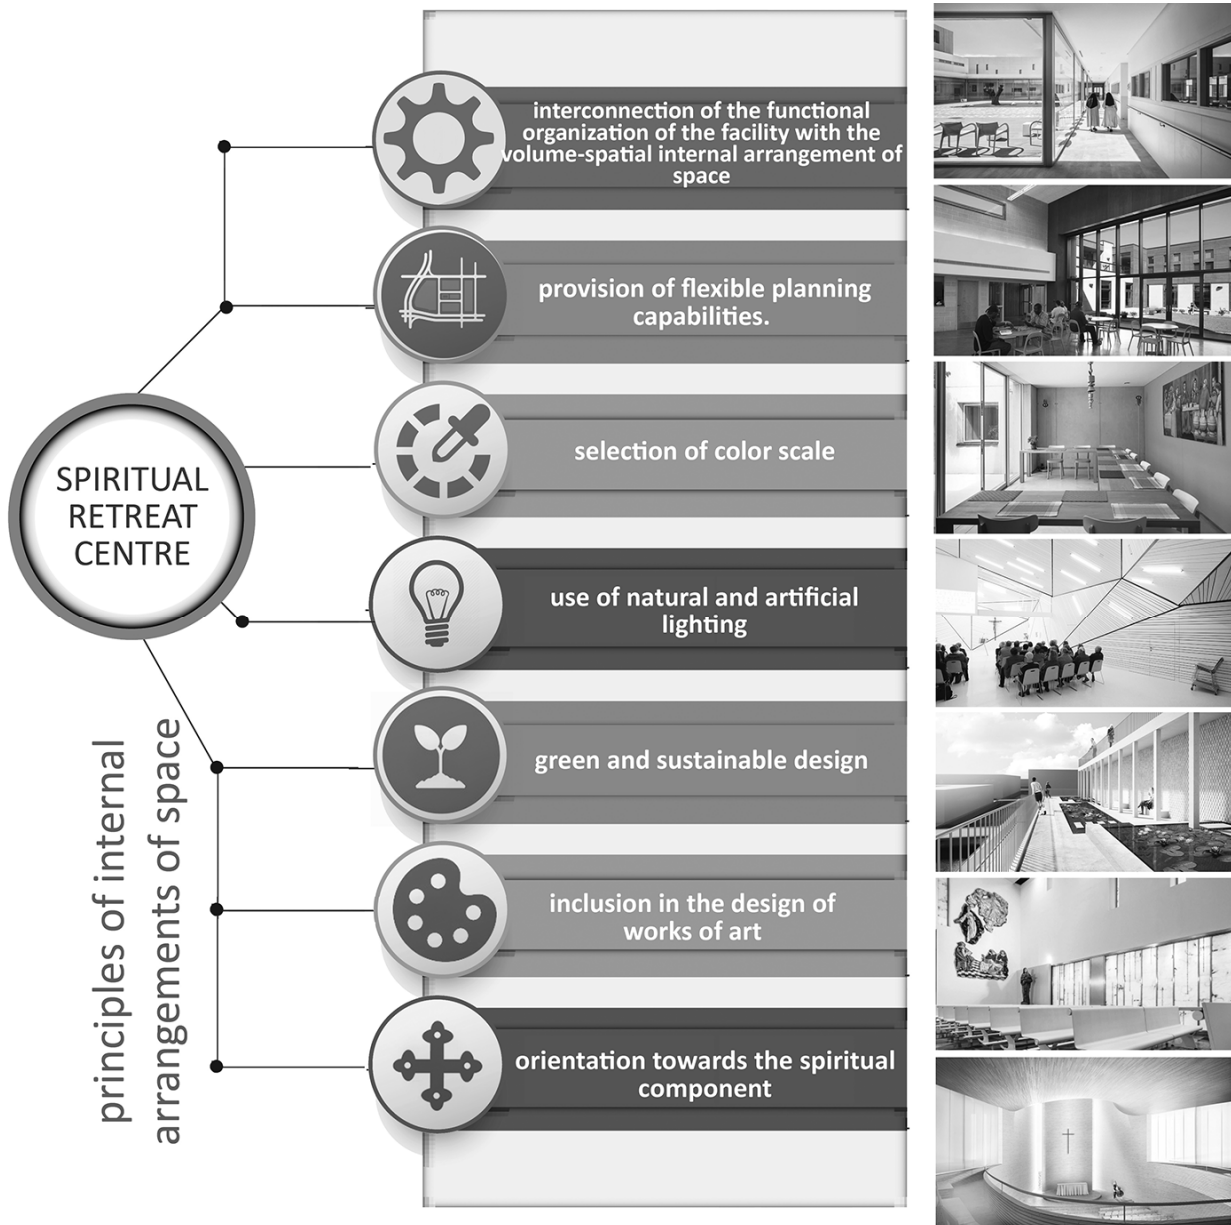 SPIRITUAL
RETREAT
CENTRE
principles of internal
arrangements of space
interconnection of the functional
organization of the facility with the
volume-spatial internal arrangement of
space
provision of flexible planning
capabilities.
selection of color scale
use of natural and artificial
lighting
green and sustainable design
inclusion in the design of
works of art
orientation towards the spiritual
component